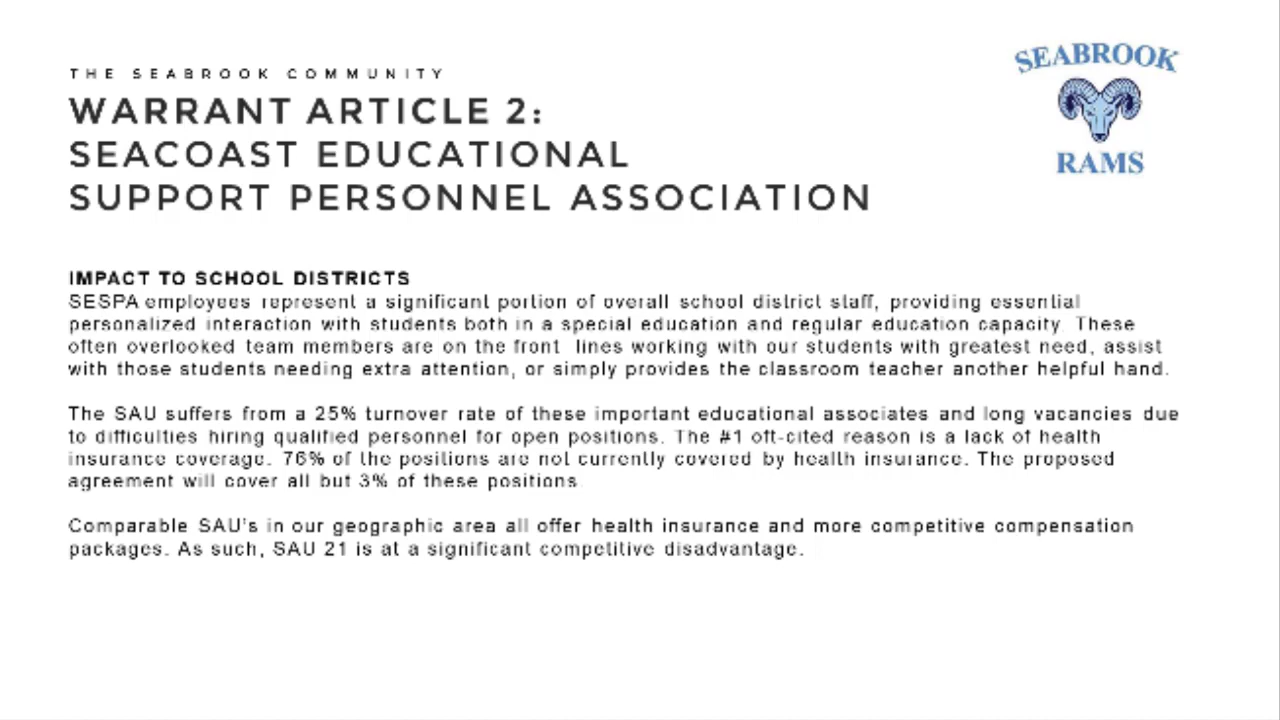 THE SEABROOK COMMUNITY
WARRANT ARTICLE 2:
SEACOAST EDUCATIONAL
SUPPORT PERSONNEL ASSOCIATION
SEABROOK
RAMS
IMPACT TO SCHOOL DISTRICTS
SESPA employees represent a significant portion of overall school district staff, providing essential
personalized interaction with students both in a special education and regular education capacity. These
often overlooked team members are on the front lines working with our students with greatest need, assist
with those students needing extra attention, or simply provides the classroom teacher another helpful hand.
The SAU suffers from a 25% turnover rate of these important educational associates and long vacancies due
to difficulties hiring qualified personnel for open positions. The #1 oft-cited reason is a lack of health
insurance coverage. 76% of the positions are not currently covered by health insurance. The proposed
agreement will cover all but 3% of these positions.
Comparable SAU's in our geographic area all offer health insurance and more competitive compensation
packages. As such, SAU 21 is at a significant competitive disadvantage.